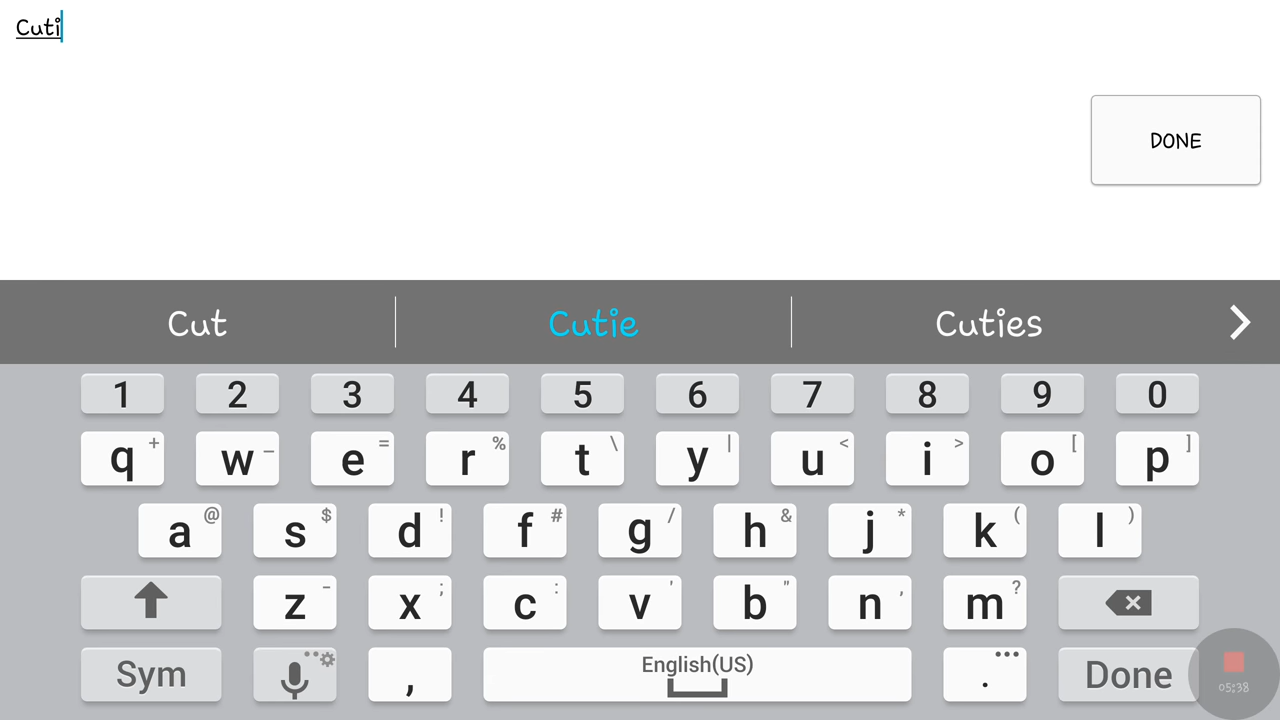 Cuti
DONE
Cut Cutie Cuties
1 2 3 4 5 6 7 8 9 0
q + w _ e = r % t \ y | u < i > o [ p ]
a @ s $ d ! f # g / h & j * k ( l )
z - x ; c : v ' b " n , m ?
Sym , English(US) . Done
05:38